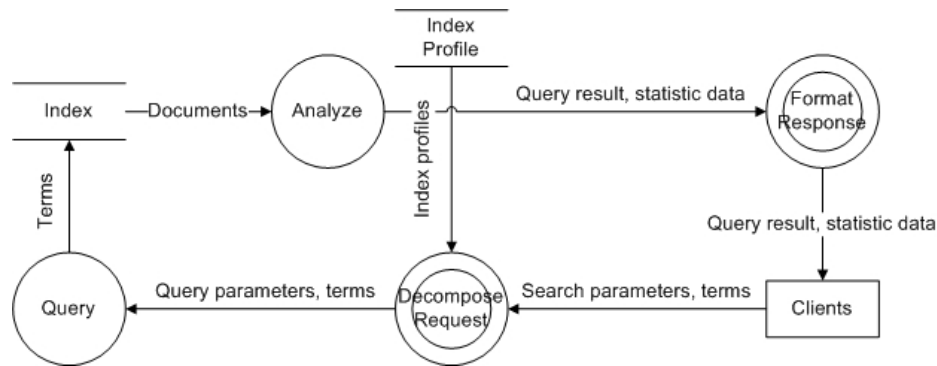 Index
Profile
Index
Documents
Analyze
Query result, statistic data
Format
Response
Terms
Index profiles
Query result, statistic data
Query
Query parameters, terms
Decompose
Request
Search parameters, terms
Clients